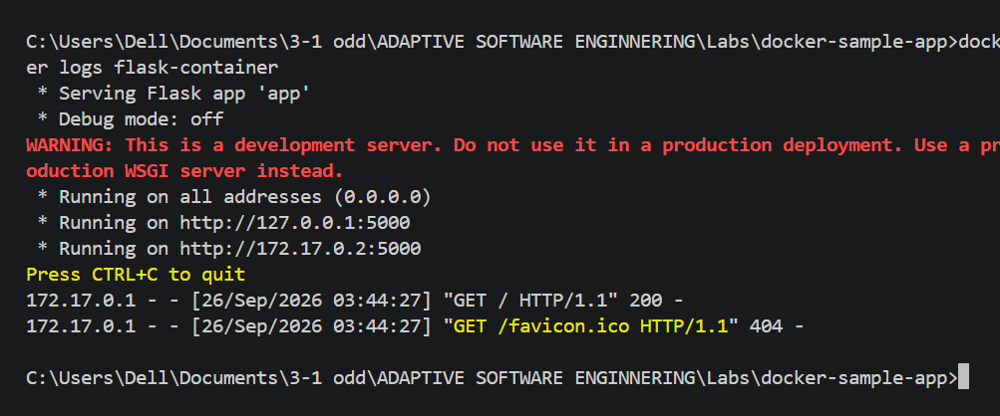 C:\Users\Dell\Documents\3-1 odd\ADAPTIVE SOFTWARE ENGINNERING\Labs\docker-sample-app>dock
er logs flask-container
 * Serving Flask app 'app'
 * Debug mode: off
WARNING: This is a development server. Do not use it in a production deployment. Use a pr
oduction WSGI server instead.
 * Running on all addresses (0.0.0.0)
 * Running on http://127.0.0.1:5000
 * Running on http://172.17.0.2:5000
Press CTRL+C to quit
172.17.0.1 - - [26/Sep/2026 03:44:27] "GET / HTTP/1.1" 200 -
172.17.0.1 - - [26/Sep/2026 03:44:27] "GET /favicon.ico HTTP/1.1" 404 -
C:\Users\Dell\Documents\3-1 odd\ADAPTIVE SOFTWARE ENGINNERING\Labs\docker-sample-app>